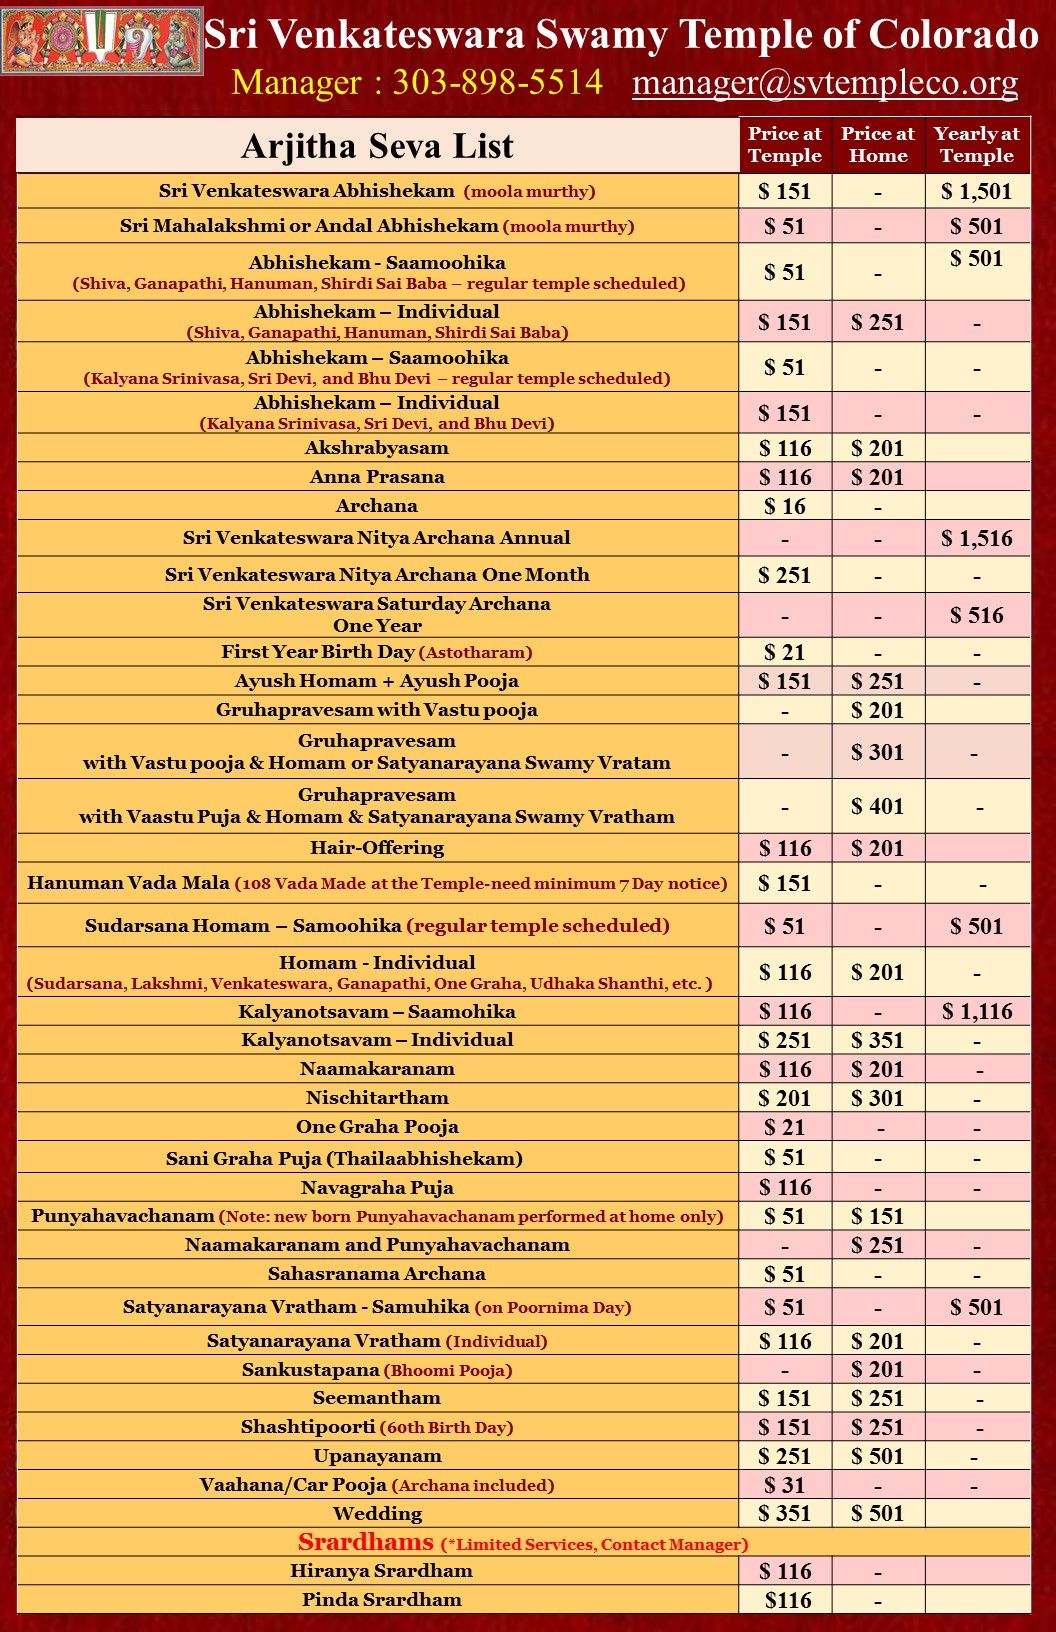 Sri Venkateswara Swamy Temple of Colorado
Manager : 303-898-5514 manager@svtempleco.org
Arjitha Seva List Price at Temple Price at Home Yearly at Temple
Sri Venkateswara Abhishekam (moola murthy) $ 151 - $ 1,501
Sri Mahalakshmi or Andal Abhishekam (moola murthy) $ 51 - $ 501
Abhishekam - Saamoohika
(Shiva, Ganapathi, Hanuman, Shirdi Sai Baba – regular temple scheduled) $ 51 - $ 501
Abhishekam – Individual
(Shiva, Ganapathi, Hanuman, Shirdi Sai Baba) $ 151 $ 251 -
Abhishekam – Saamoohika
(Kalyana Srinivasa, Sri Devi, and Bhu Devi – regular temple scheduled) $ 51 - -
Abhishekam – Individual
(Kalyana Srinivasa, Sri Devi, and Bhu Devi) $ 151 - -
Akshrabyasam $ 116 $ 201
Anna Prasana $ 116 $ 201
Archana $ 16 -
Sri Venkateswara Nitya Archana Annual - - $ 1,516
Sri Venkateswara Nitya Archana One Month $ 251 - -
Sri Venkateswara Saturday Archana
One Year - - $ 516
First Year Birth Day (Astotharam) $ 21 - -
Ayush Homam + Ayush Pooja $ 151 $ 251 -
Gruhapravesam with Vastu pooja - $ 201
Gruhapravesam
with Vastu pooja & Homam or Satyanarayana Swamy Vratam - $ 301 -
Gruhapravesam
with Vaastu Puja & Homam & Satyanarayana Swamy Vratham - $ 401 -
Hair-Offering $ 116 $ 201
Hanuman Vada Mala (108 Vada Made at the Temple-need minimum 7 Day notice) $ 151 - -
Sudarsana Homam – Samoohika (regular temple scheduled) $ 51 - $ 501
Homam - Individual
(Sudarsana, Lakshmi, Venkateswara, Ganapathi, One Graha, Udhaka Shanthi, etc. ) $ 116 $ 201 -
Kalyanotsavam – Saamohika $ 116 - $ 1,116
Kalyanotsavam – Individual $ 251 $ 351 -
Naamakaranam $ 116 $ 201 -
Nischitartham $ 201 $ 301 -
One Graha Pooja $ 21 - -
Sani Graha Puja (Thailaabhishekam) $ 51 - -
Navagraha Puja $ 116 - -
Punyahavachanam (Note: new born Punyahavachanam performed at home only) $ 51 $ 151
Naamakaranam and Punyahavachanam - $ 251 -
Sahasranama Archana $ 51 - -
Satyanarayana Vratham - Samuhika (on Poornima Day) $ 51 - $ 501
Satyanarayana Vratham (Individual) $ 116 $ 201 -
Sankustapana (Bhoomi Pooja) - $ 201 -
Seemantham $ 151 $ 251 -
Shashtipoorti (60th Birth Day) $ 151 $ 251 -
Upanayanam $ 251 $ 501 -
Vaahana/Car Pooja (Archana included) $ 31 - -
Wedding $ 351 $ 501
Srardhams (*Limited Services, Contact Manager)
Hiranya Srardham $ 116 -
Pinda Srardham $116 -